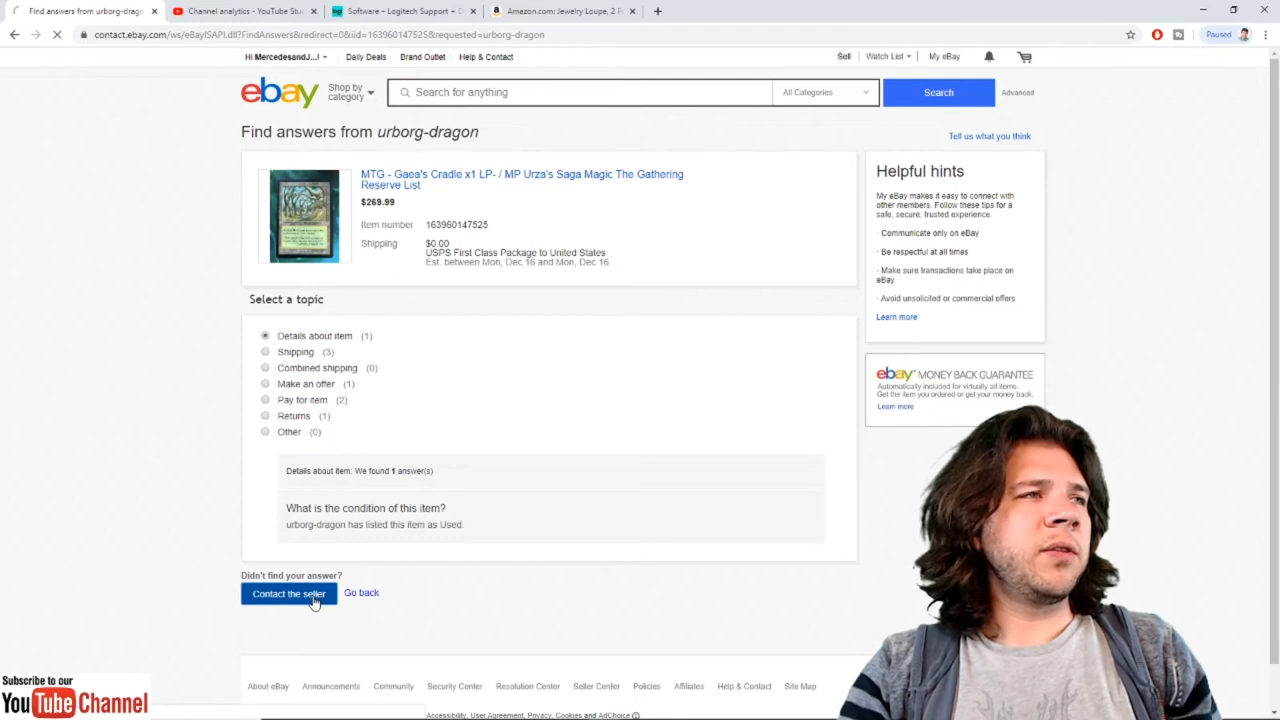 Find answers from urborg-drago
Channel analytics - YouTube Stu
Software – Logitech Support + D
Amazon.com: Jewelry Loupe, 2 F
contact.ebay.com/ws/eBayISAPI.dll?FindAnswers&redirect=0&iid=163960147525&requested=urborg-dragon
Paused
Hi MercedesandJ...!
Daily Deals
Brand Outlet
Help & Contact
Sell
Watch List
My eBay
ebay
Shop by
category
Search for anything
All Categories
Search
Advanced
Find answers from urborg-dragon
Tell us what you think
MTG - Gaea's Cradle x1 LP- / MP Urza's Saga Magic The Gathering
Reserve List
$269.99
Item number 163960147525
Shipping $0.00
USPS First Class Package to United States
Est. between Mon, Dec 16 and Mon, Dec 16
Helpful hints
My eBay makes it easy to connect with
other members. Follow these tips for a
safe, secure, trusted experience.
· Communicate only on eBay
· Be respectful at all times
· Make sure transactions take place on
eBay
· Avoid unsolicited or commercial offers
Learn more
Select a topic
Details about item (1)
Shipping (3)
Combined shipping (0)
Make an offer (1)
Pay for item (2)
Returns (1)
Other (0)
ebay MONEY BACK GUARANTEE
Automatically included for virtually all items.
Get the item you ordered or get your money back.
Learn more
Details about item: We found 1 answer(s)
What is the condition of this item?
urborg-dragon has listed this item as Used.
Didn't find your answer?
Contact the seller
Go back
About eBay
Announcements
Community
Security Center
Resolution Center
Seller Center
Policies
Affiliates
Help & Contact
Site Map
Accessibility, User Agreement, Privacy, Cookies and AdChoice
Subscribe to our
YouTube Channel